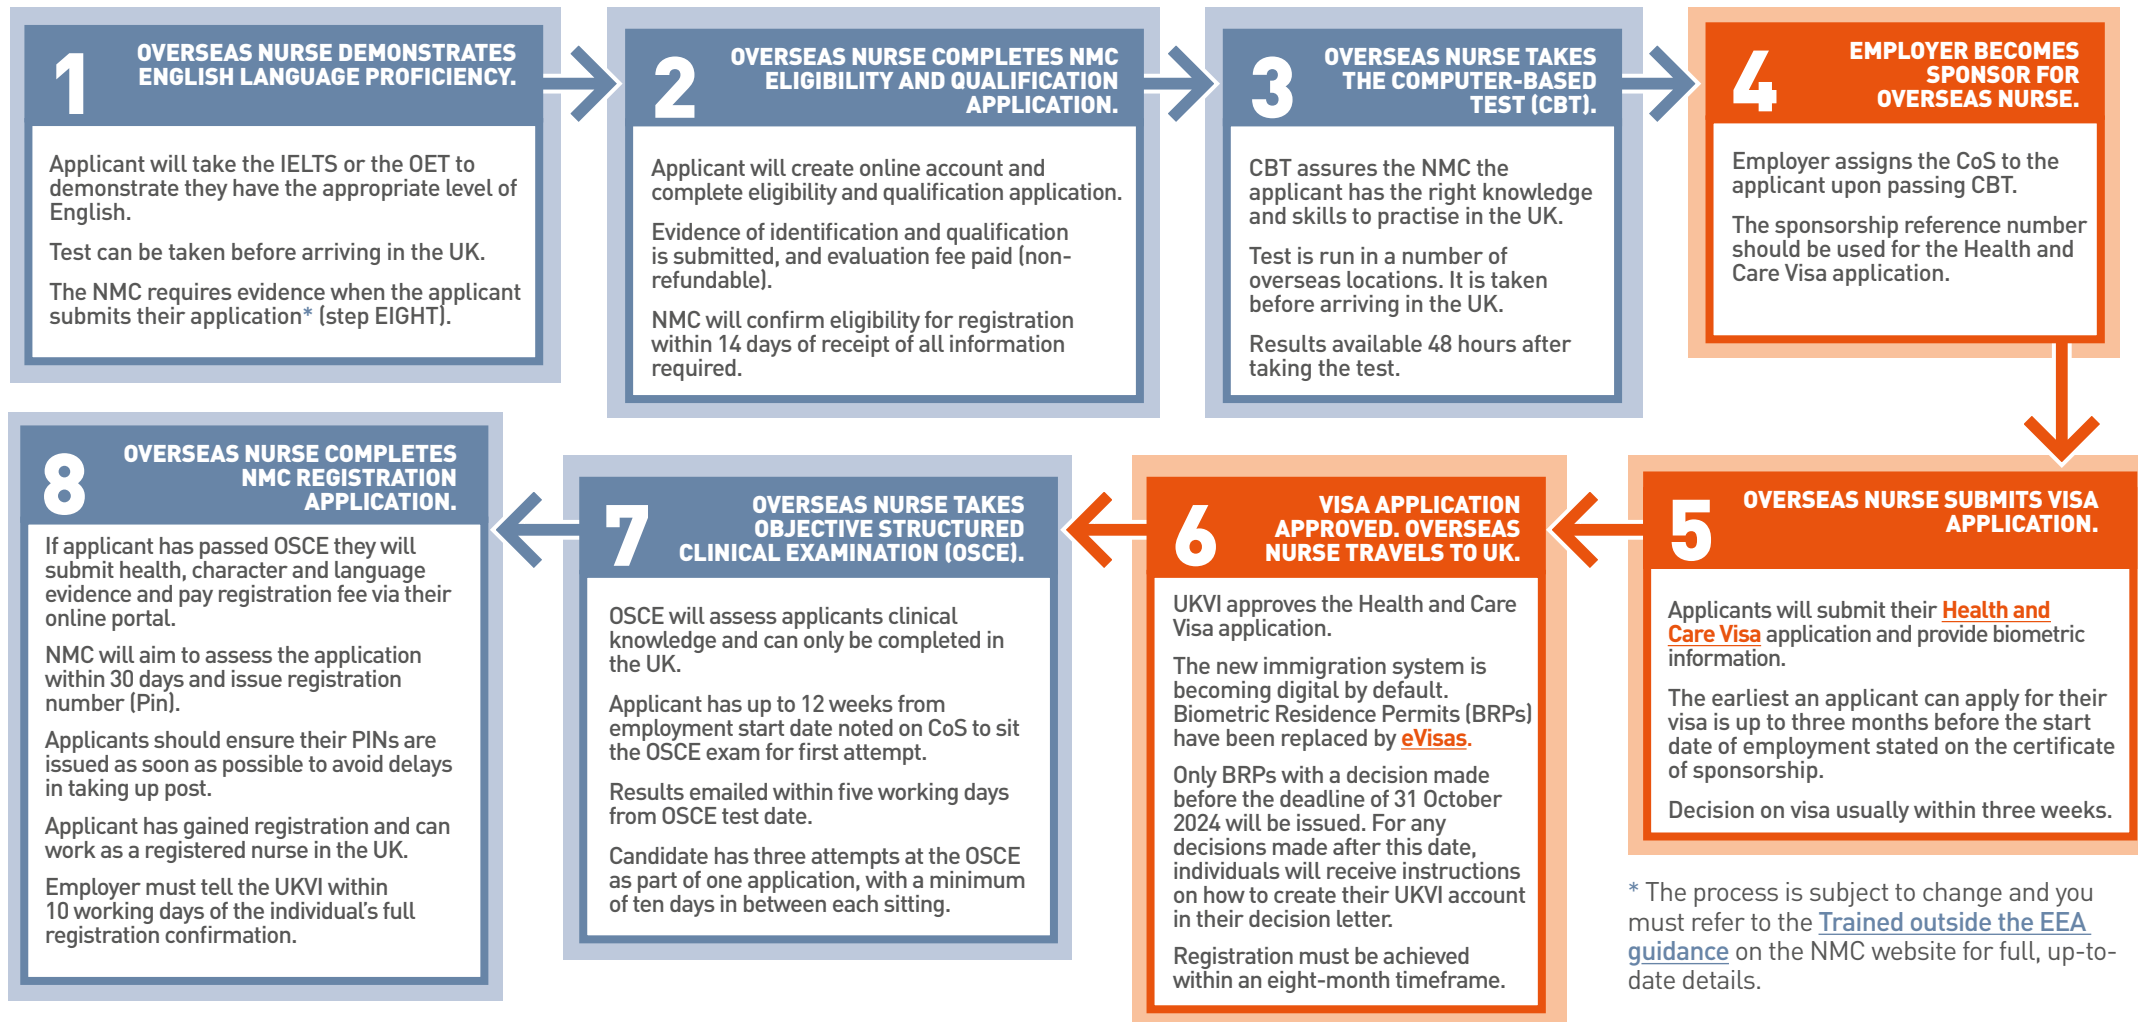 1
OVERSEAS NURSE DEMONSTRATES
ENGLISH LANGUAGE PROFICIENCY.
Applicant will take the IELTS or the OET to
demonstrate they have the appropriate level of
English.
Test can be taken before arriving in the UK.
The NMC requires evidence when the applicant
submits their application* (step EIGHT).
2
OVERSEAS NURSE COMPLETES NMC
ELIGIBILITY AND QUALIFICATION
APPLICATION.
Applicant will create online account and
complete eligibility and qualification application.
Evidence of identification and qualification
is submitted, and evaluation fee paid (non-
refundable).
NMC will confirm eligibility for registration
within 14 days of receipt of all information
required.
3
OVERSEAS NURSE TAKES
THE COMPUTER-BASED
TEST (CBT).
CBT assures the NMC the
applicant has the right knowledge
and skills to practise in the UK.
Test is run in a number of
overseas locations. It is taken
before arriving in the UK.
Results available 48 hours after
taking the test.
4
EMPLOYER BECOMES
SPONSOR FOR
OVERSEAS NURSE.
Employer assigns the CoS to the
applicant upon passing CBT.
The sponsorship reference number
should be used for the Health and
Care Visa application.
5
OVERSEAS NURSE SUBMITS VISA
APPLICATION.
Applicants will submit their Health and
Care Visa application and provide biometric
information.
The earliest an applicant can apply for their
visa is up to three months before the start
date of employment stated on the certificate
of sponsorship.
Decision on visa usually within three weeks.
6
VISA APPLICATION
APPROVED. OVERSEAS
NURSE TRAVELS TO UK.
UKVI approves the Health and Care
Visa application.
The new immigration system is
becoming digital by default.
Biometric Residence Permits (BRPs)
have been replaced by eVisas.
Only BRPs with a decision made
before the deadline of 31 October
2024 will be issued. For any
decisions made after this date,
individuals will receive instructions
on how to create their UKVI account
in their decision letter.
Registration must be achieved
within an eight-month timeframe.
7
OVERSEAS NURSE TAKES
OBJECTIVE STRUCTURED
CLINICAL EXAMINATION (OSCE).
OSCE will assess applicants clinical
knowledge and can only be completed in
the UK.
Applicant has up to 12 weeks from
employment start date noted on CoS to sit
the OSCE exam for first attempt.
Results emailed within five working days
from OSCE test date.
Candidate has three attempts at the OSCE
as part of one application, with a minimum
of ten days in between each sitting.
8
OVERSEAS NURSE COMPLETES
NMC REGISTRATION
APPLICATION.
If applicant has passed OSCE they will
submit health, character and language
evidence and pay registration fee via their
online portal.
NMC will aim to assess the application
within 30 days and issue registration
number (Pin).
Applicants should ensure their PINs are
issued as soon as possible to avoid delays
in taking up post.
Applicant has gained registration and can
work as a registered nurse in the UK.
Employer must tell the UKVI within
10 working days of the individual's full
registration confirmation.
* The process is subject to change and you
must refer to the Trained outside the EEA
guidance on the NMC website for full, up-to-
date details.